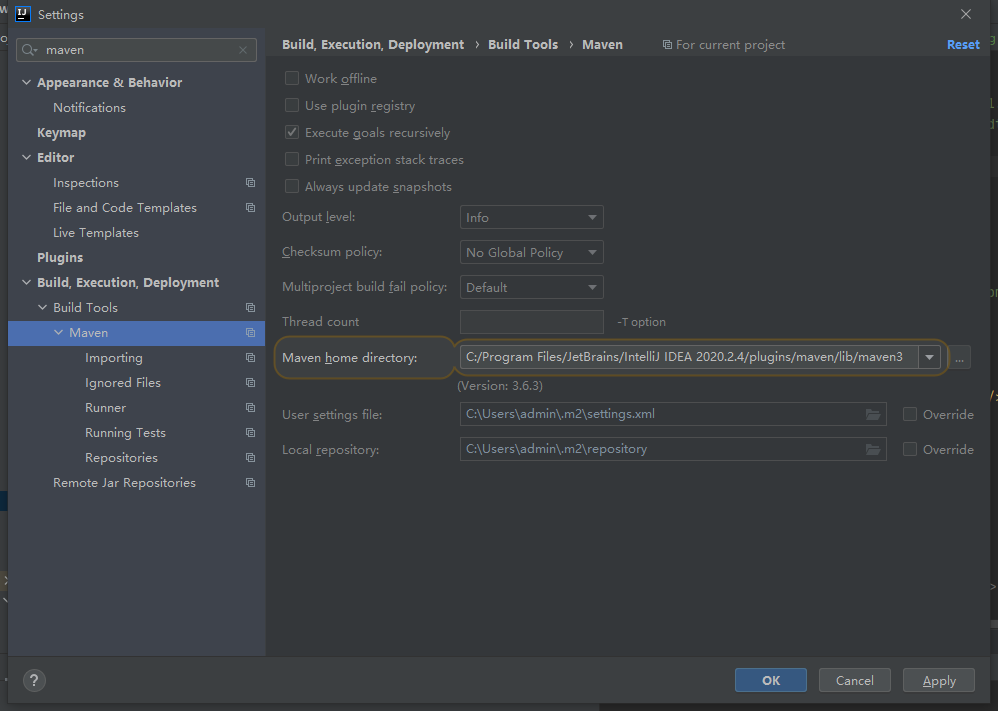 Settings
maven
Appearance & Behavior
Notifications
Keymap
Editor
Inspections
File and Code Templates
Live Templates
Plugins
Build, Execution, Deployment
Build Tools
Maven
Importing
Ignored Files
Runner
Running Tests
Repositories
Remote Jar Repositories
Build, Execution, Deployment › Build Tools › Maven For current project Reset
Work offline
Use plugin registry
Execute goals recursively
Print exception stack traces
Always update snapshots
Output level: Info
Checksum policy: No Global Policy
Multiproject build fail policy: Default
Thread count -T option
Maven home directory: C:/Program Files/JetBrains/IntelliJ IDEA 2020.2.4/plugins/maven/lib/maven3 ...
(Version: 3.6.3)
User settings file: C:\Users\admin\.m2\settings.xml Override
Local repository: C:\Users\admin\.m2\repository Override
? OK Cancel Apply